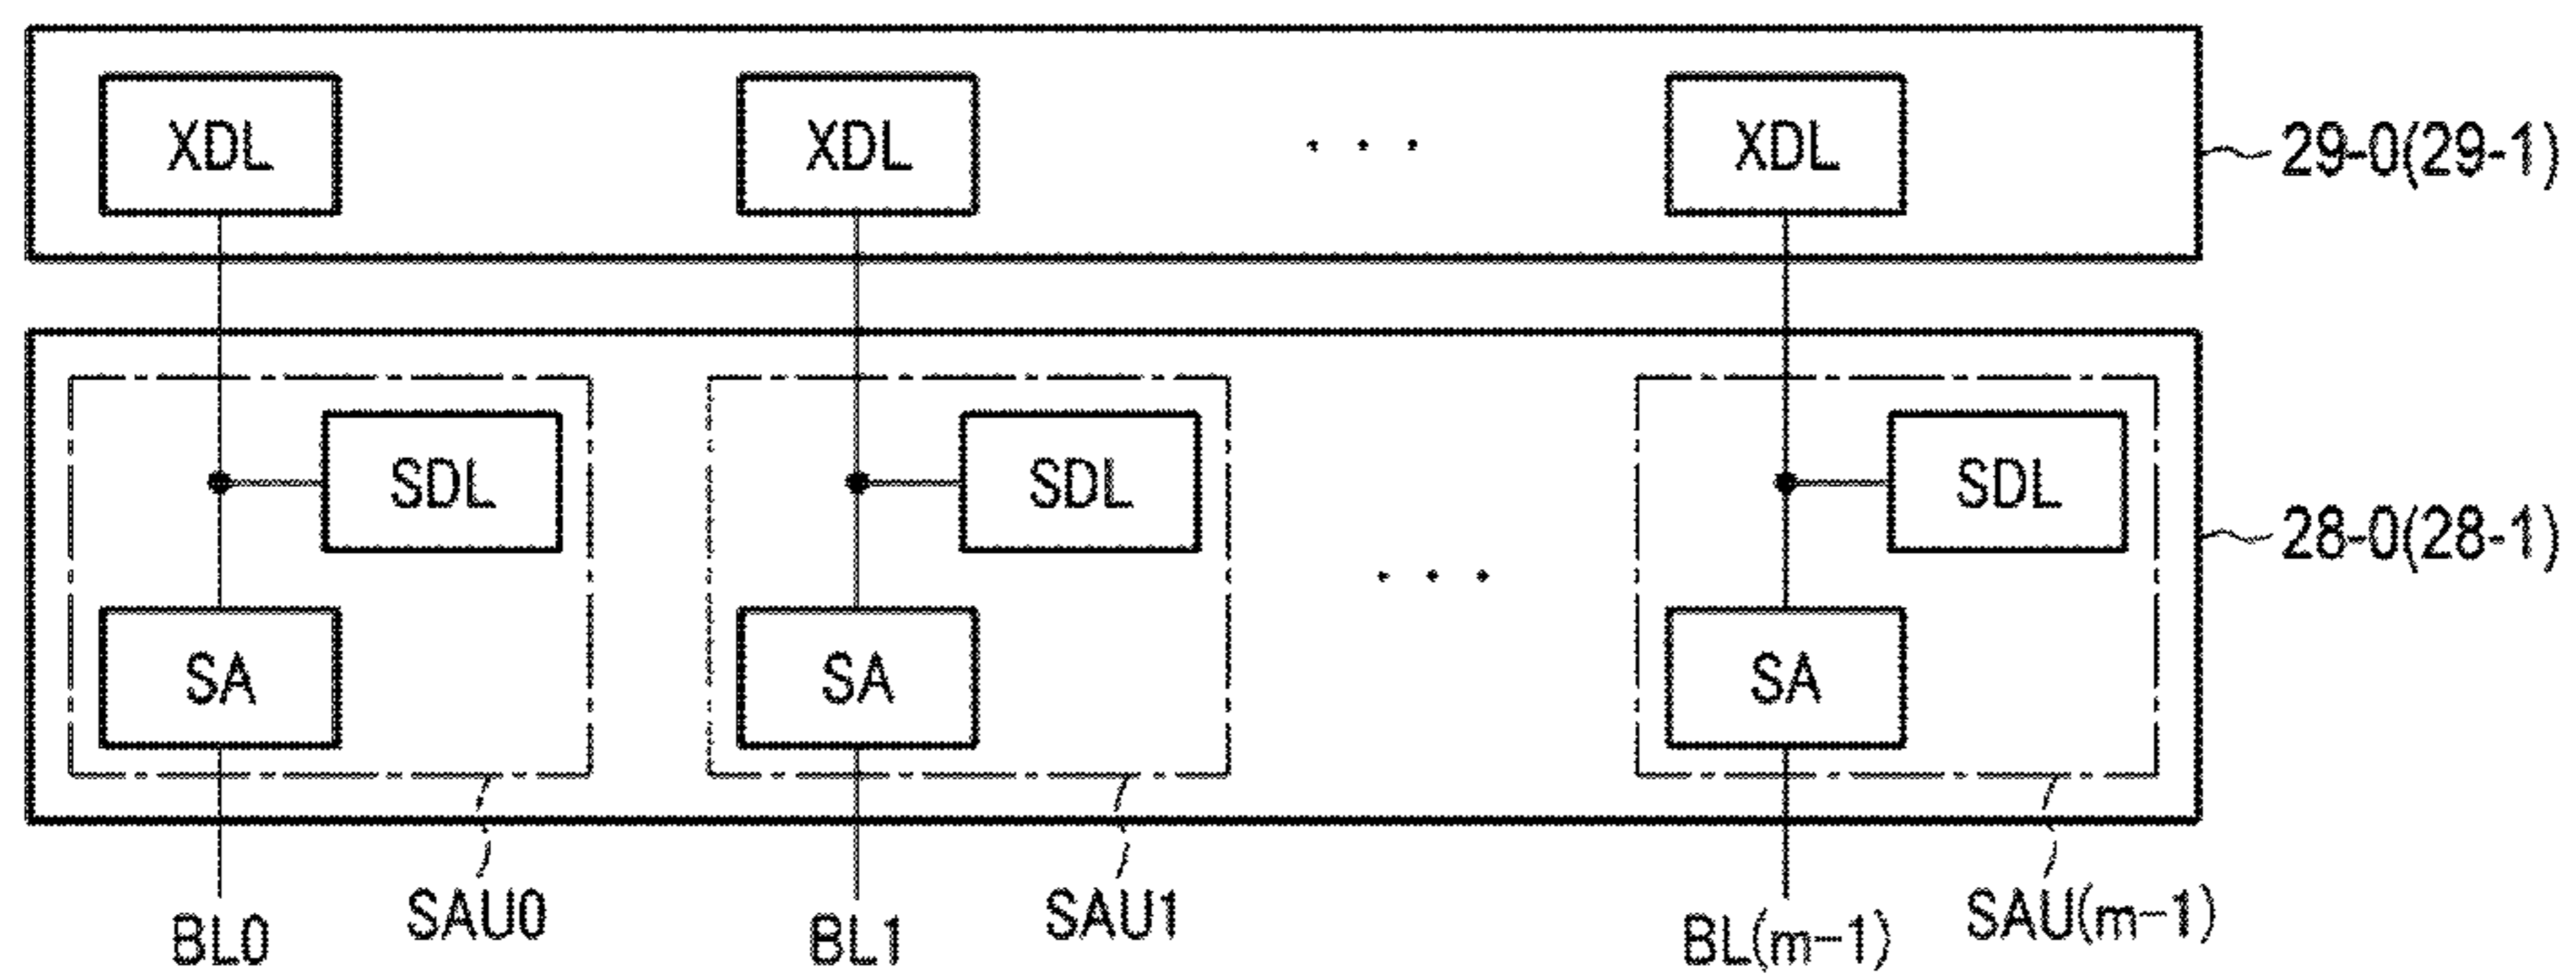 XDL XDL · · · XDL 29-0(29-1)
SDL SDL SDL 28-0(28-1)
· · ·
SA SA SA
BL0 SAU0 BL1 SAU1 BL(m-1) SAU(m-1)